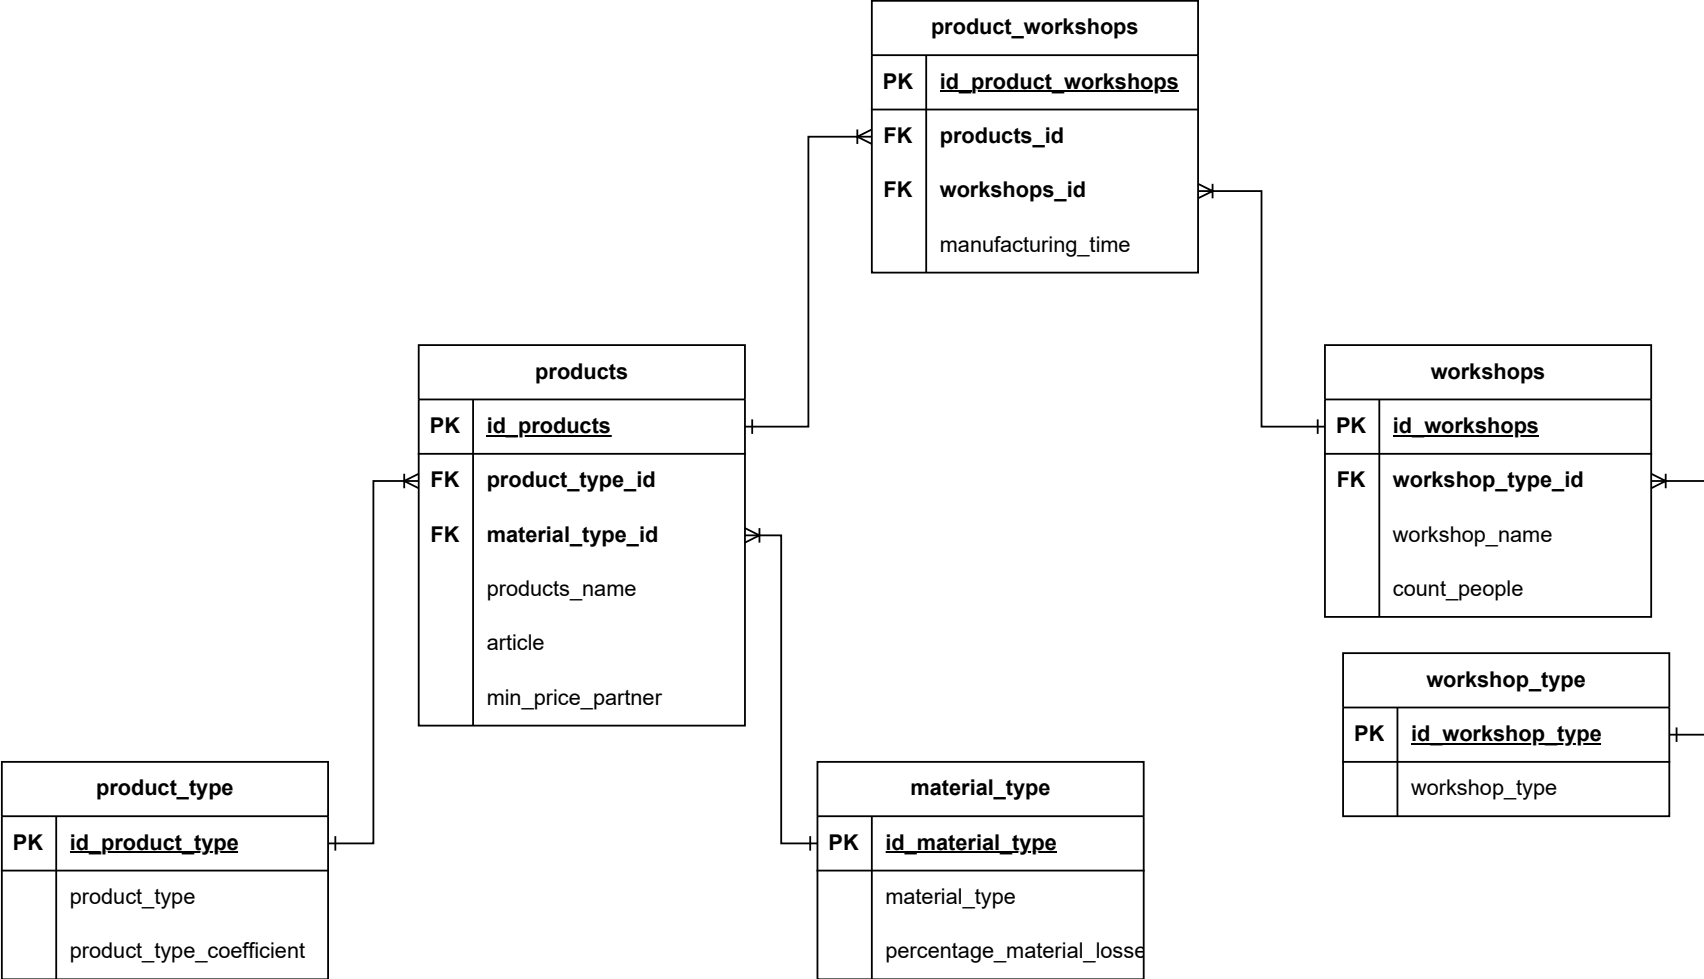 product_workshops
PK id_product_workshops
FK products_id
FK workshops_id
manufacturing_time
products
PK id_products
FK product_type_id
FK material_type_id
products_name
article
min_price_partner
workshops
PK id_workshops
FK workshop_type_id
workshop_name
count_people
workshop_type
PK id_workshop_type
workshop_type
product_type
PK id_product_type
product_type
product_type_coefficient
material_type
PK id_material_type
material_type
percentage_material_losse